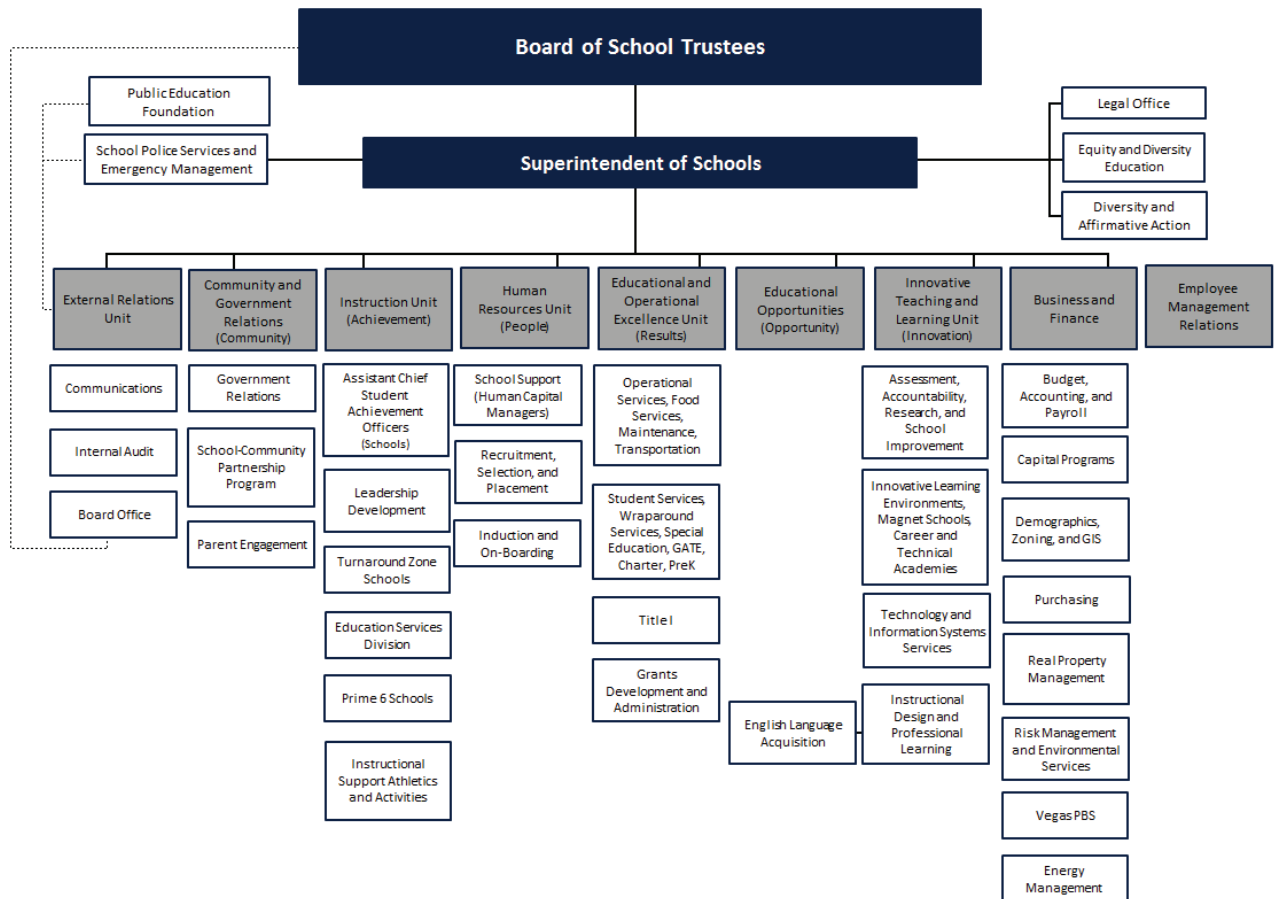 Board of School Trustees
Public Education
Foundation
School Police Services and
Emergency Management
Superintendent of Schools
Legal Office
Equity and Diversity
Education
Diversity and
Affirmative Action
External Relations
Unit
Community and
Government
Relations
(Community)
Instruction Unit
(Achievement)
Human
Resources Unit
(People)
Educational and
Operational
Excellence Unit
(Results)
Educational
Opportunities
(Opportunity)
Innovative
Teaching and
Learning Unit
(Innovation)
Business and
Finance
Employee
Management
Relations
Communications
Internal Audit
Board Office
Government
Relations
School-Community
Partnership
Program
Parent Engagement
Assistant Chief
Student
Achievement
Officers
(Schools)
Leadership
Development
Turnaround Zone
Schools
Education Services
Division
Prime 6 Schools
Instructional
Support Athletics
and Activities
School Support
(Human Capital
Managers)
Recruitment,
Selection, and
Placement
Induction and
On-Boarding
Operational
Services, Food
Services,
Maintenance,
Transportation
Student Services,
Wraparound
Services, Special
Education, GATE,
Charter, PreK
Title I
Grants
Development and
Administration
English Language
Acquisition
Assessment,
Accountability,
Research, and
School
Improvement
Innovative Learning
Environments,
Magnet Schools,
Career and
Technical
Academies
Technology and
Information Systems
Services
Instructional
Design and
Professional
Learning
Budget,
Accounting, and
Payroll
Capital Programs
Demographics,
Zoning, and GIS
Purchasing
Real Property
Management
Risk Management
and Environmental
Services
Vegas PBS
Energy
Management